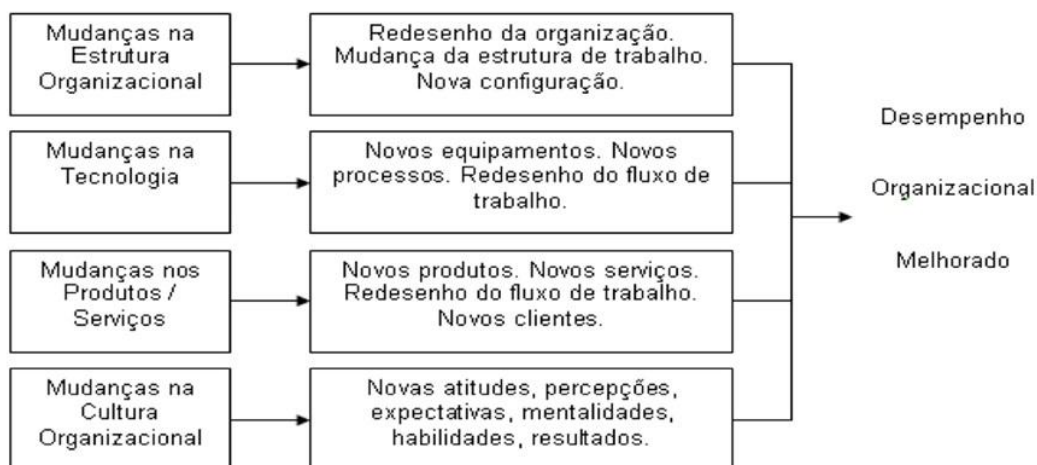 Mudanças na
Estrutura
Organizacional
Redesenho da organização.
Mudança da estrutura de trabalho.
Nova configuração.
Mudanças na
Tecnologia
Novos equipamentos. Novos
processos. Redesenho do fluxo de
trabalho.
Mudanças nos
Produtos /
Serviços
Novos produtos. Novos serviços.
Redesenho do fluxo de trabalho.
Novos clientes.
Mudanças na
Cultura
Organizacional
Novas atitudes, percepções,
expectativas, mentalidades,
habilidades, resultados.
Desempenho
Organizacional
Melhorado